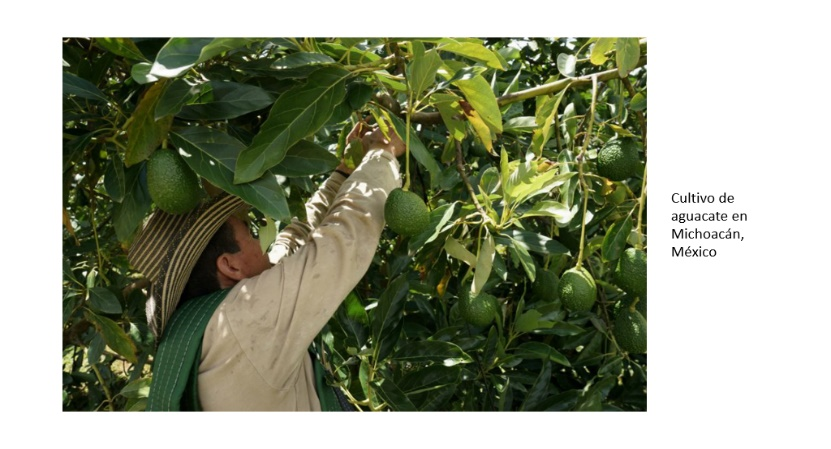 Cultivo de
aguacate en
Michoacán,
México